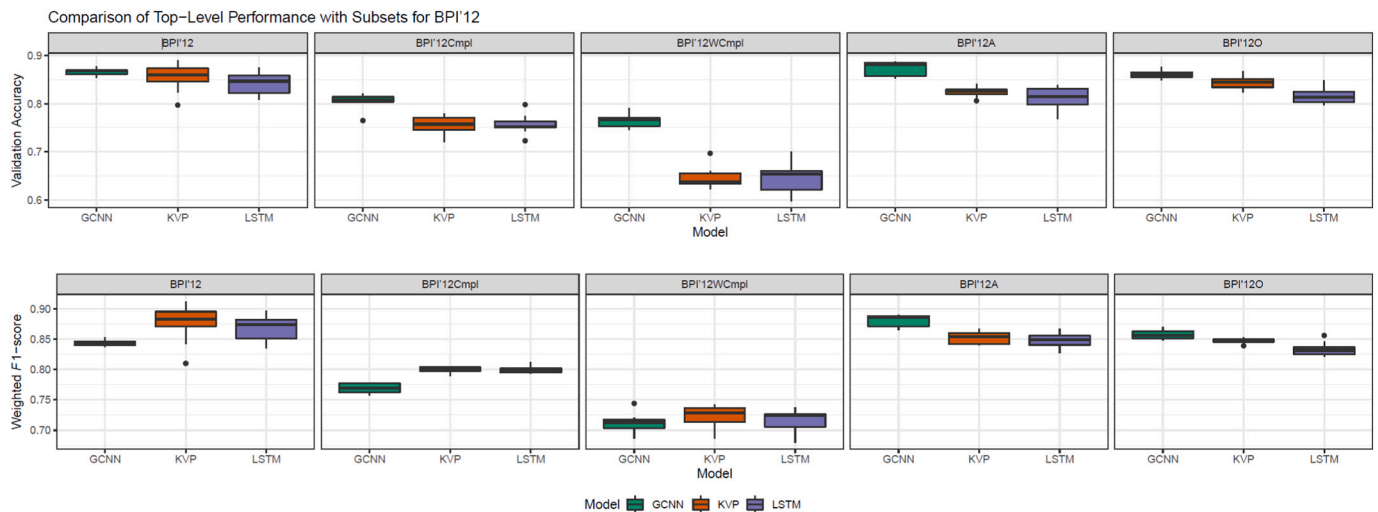 Comparison of Top−Level Performance with Subsets for BPI'12
BPI'12 BPI'12Cmpl BPI'12WCmpl BPI'12A BPI'12O
Validation Accuracy
0.9
0.8
0.7
0.6
GCNN KVP LSTM GCNN KVP LSTM GCNN KVP LSTM GCNN KVP LSTM GCNN KVP LSTM
Model
BPI'12 BPI'12Cmpl BPI'12WCmpl BPI'12A BPI'12O
Weighted F1−score
0.90
0.85
0.80
0.75
0.70
GCNN KVP LSTM GCNN KVP LSTM GCNN KVP LSTM GCNN KVP LSTM GCNN KVP LSTM
Model
Model GCNN KVP LSTM